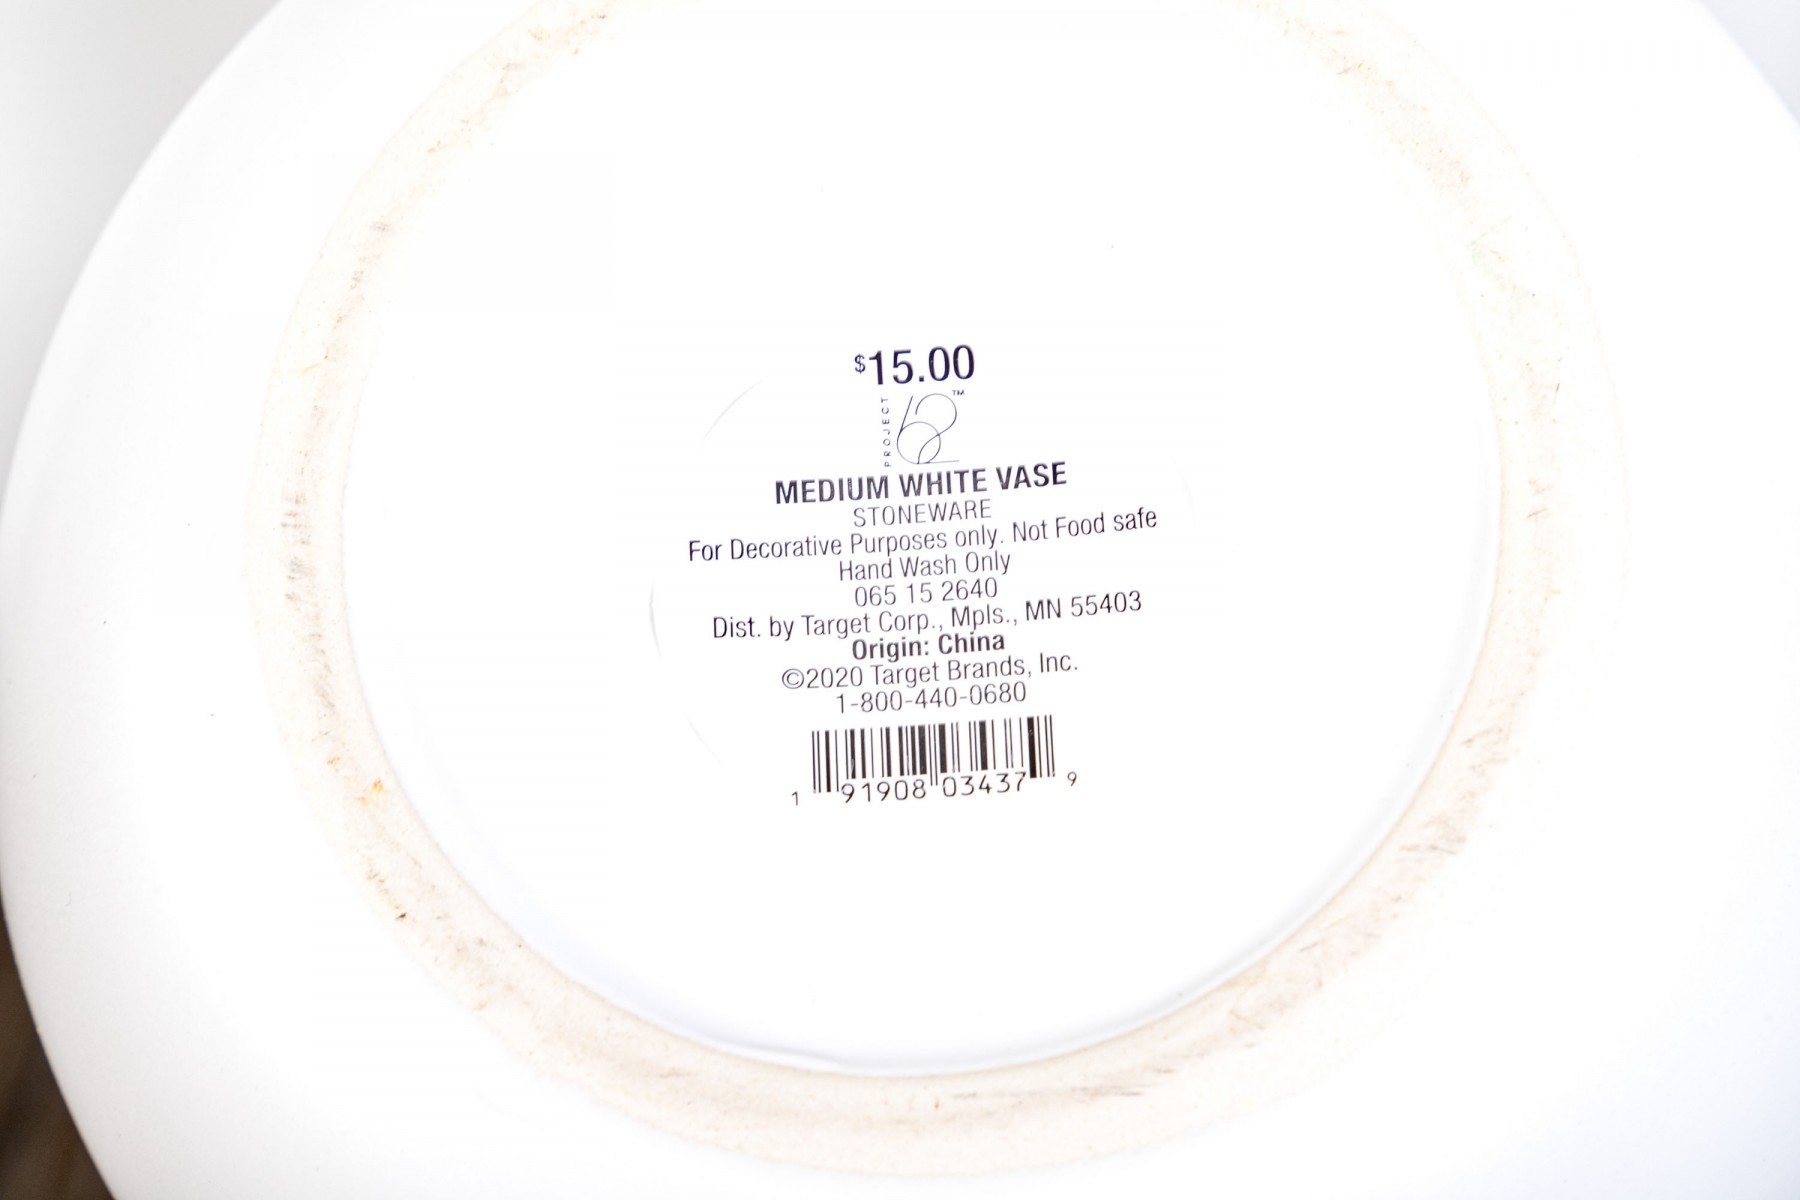 $15.00
PROJECT 62™
MEDIUM WHITE VASE
STONEWARE
For Decorative Purposes only. Not Food safe
Hand Wash Only
065 15 2640
Dist. by Target Corp., Mpls., MN 55403
Origin: China
©2020 Target Brands, Inc.
1-800-440-0680
1 91908 03437 9